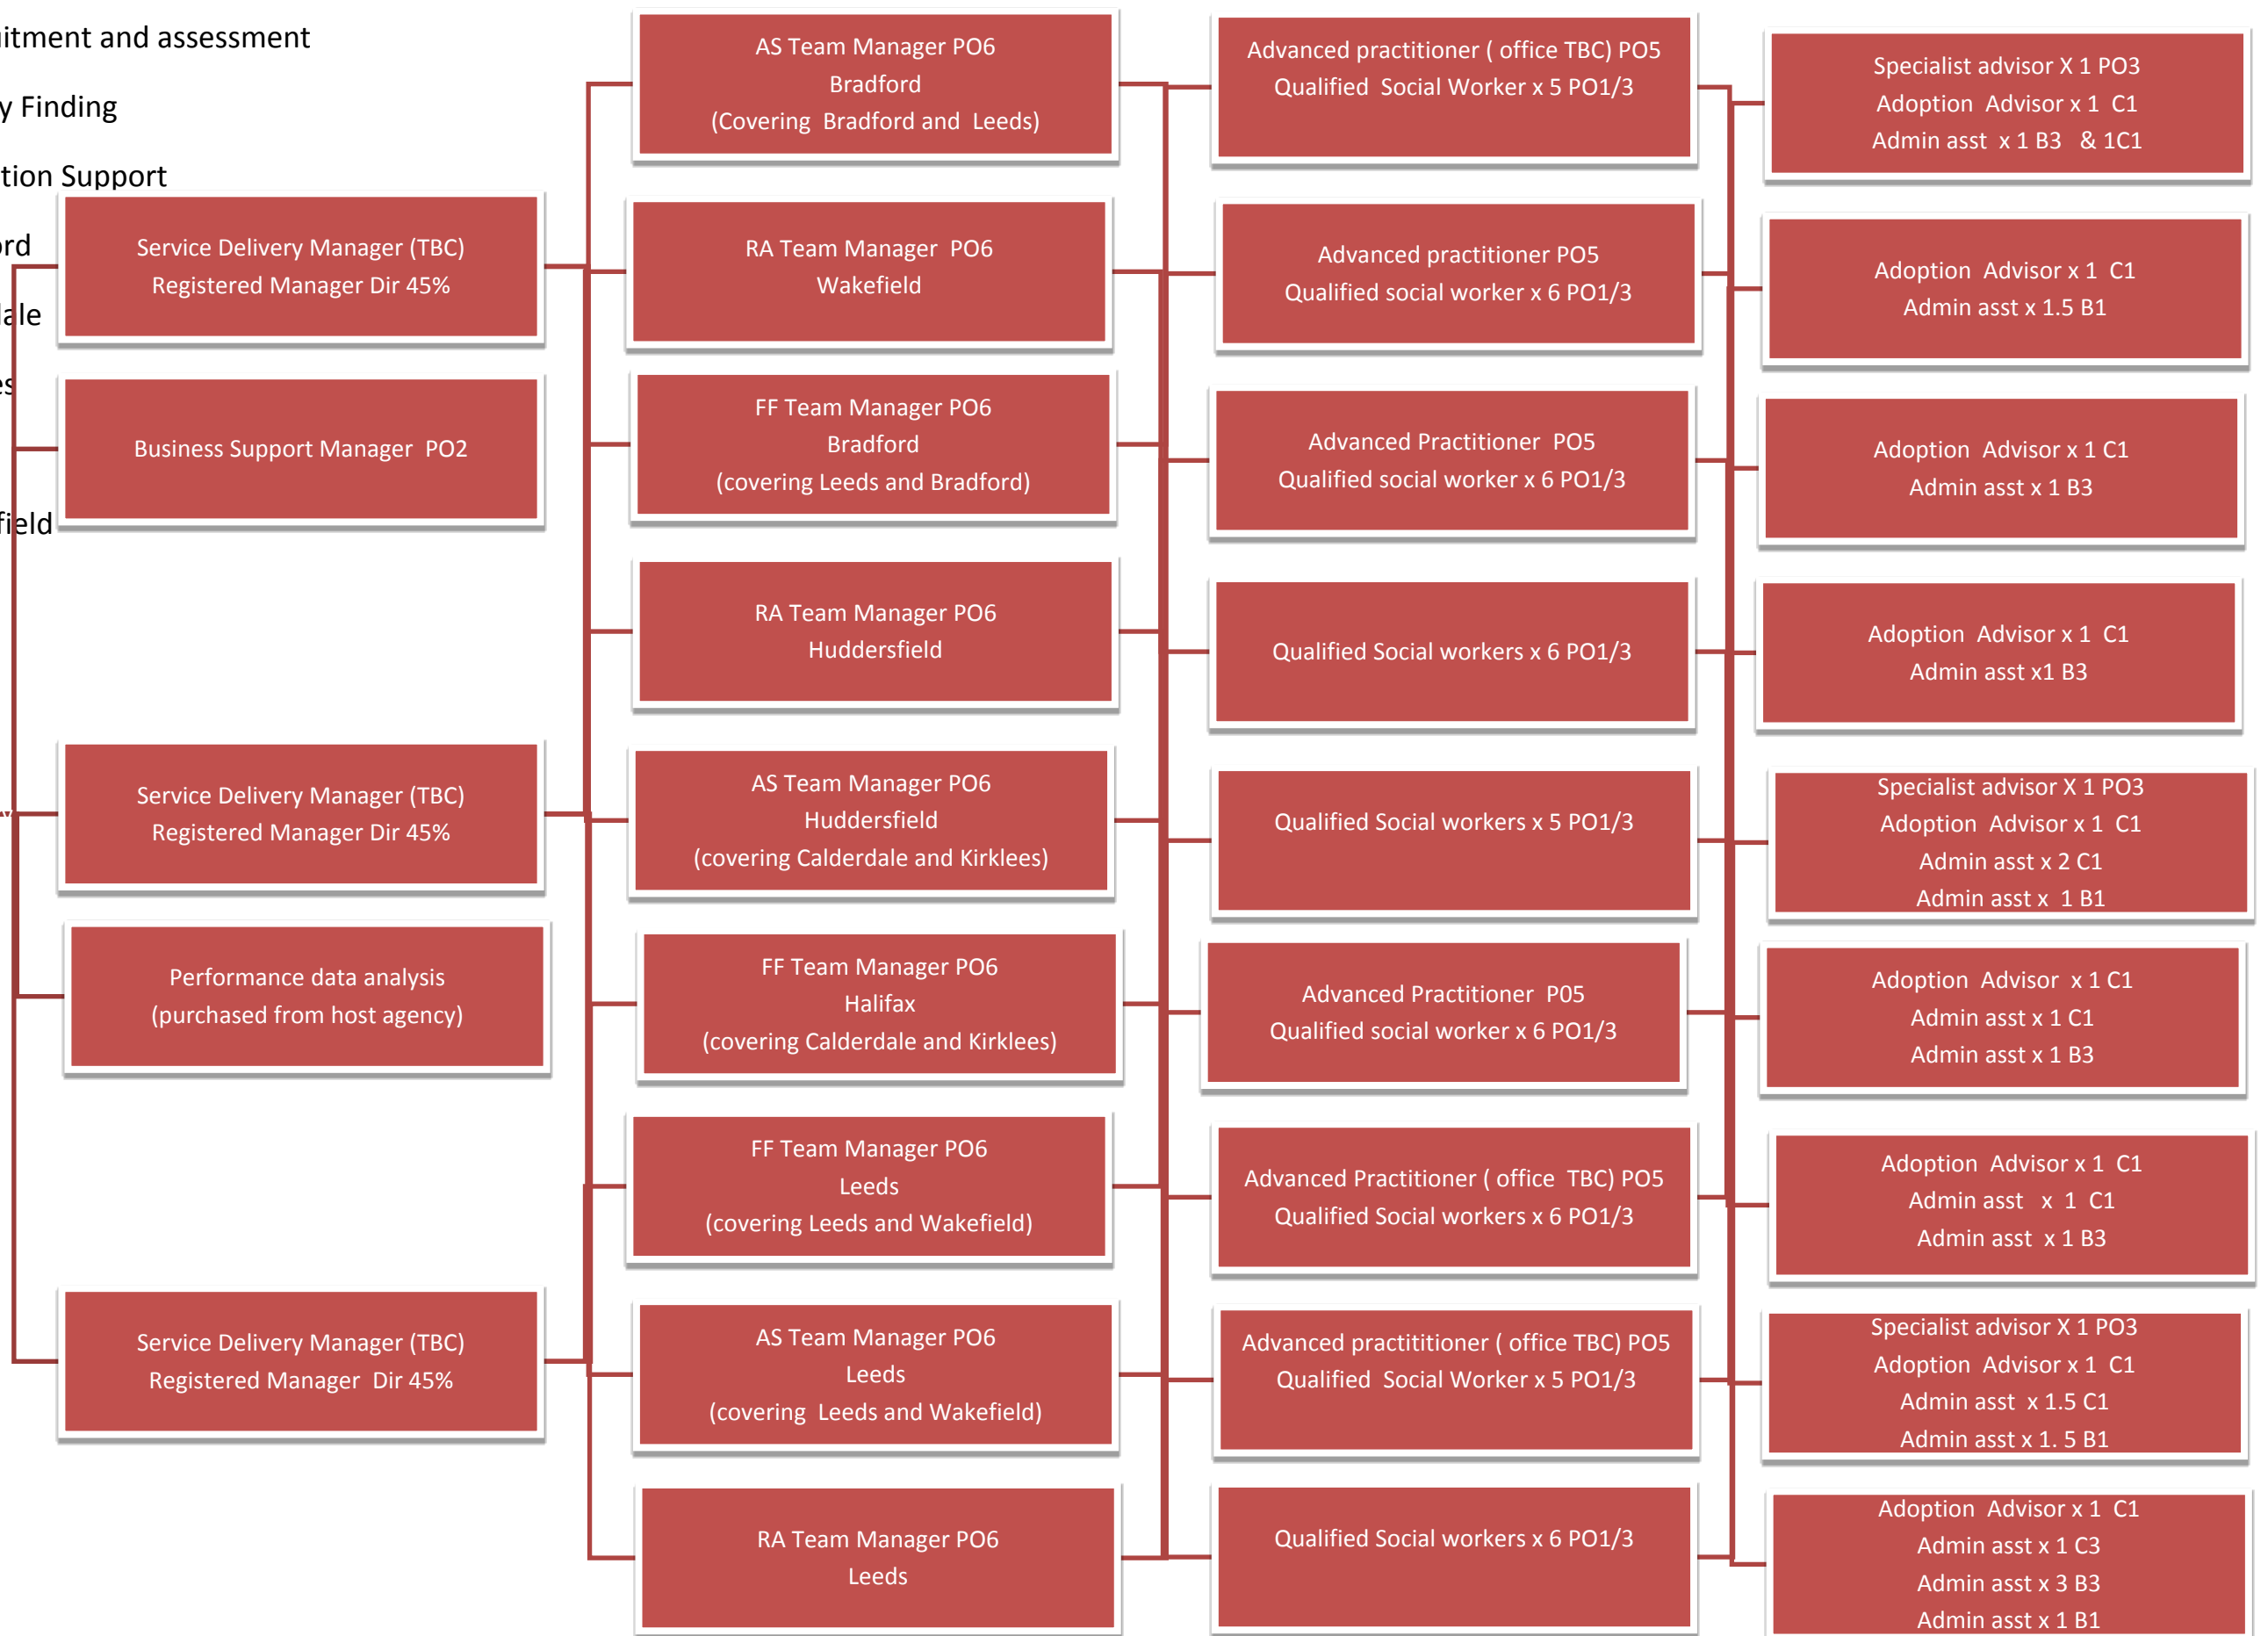 uitment and assessment
y Finding
tion Support
ord
dale
es
field
Service Delivery Manager (TBC)
Registered Manager Dir 45%
Business Support Manager PO2
Service Delivery Manager (TBC)
Registered Manager Dir 45%
Performance data analysis
(purchased from host agency)
Service Delivery Manager (TBC)
Registered Manager Dir 45%
AS Team Manager PO6
Bradford
(Covering Bradford and Leeds)
RA Team Manager PO6
Wakefield
FF Team Manager PO6
Bradford
(covering Leeds and Bradford)
RA Team Manager PO6
Huddersfield
AS Team Manager PO6
Huddersfield
(covering Calderdale and Kirklees)
FF Team Manager PO6
Halifax
(covering Calderdale and Kirklees)
FF Team Manager PO6
Leeds
(covering Leeds and Wakefield)
AS Team Manager PO6
Leeds
(covering Leeds and Wakefield)
RA Team Manager PO6
Leeds
Advanced practitioner ( office TBC) PO5
Qualified Social Worker x 5 PO1/3
Advanced practitioner PO5
Qualified social worker x 6 PO1/3
Advanced Practitioner PO5
Qualified social worker x 6 PO1/3
Qualified Social workers x 6 PO1/3
Qualified Social workers x 5 PO1/3
Advanced Practitioner P05
Qualified social worker x 6 PO1/3
Advanced Practitioner ( office TBC) PO5
Qualified Social workers x 6 PO1/3
Advanced practititioner ( office TBC) PO5
Qualified Social Worker x 5 PO1/3
Qualified Social workers x 6 PO1/3
Specialist advisor X 1 PO3
Adoption Advisor x 1 C1
Admin asst x 1 B3 & 1C1
Adoption Advisor x 1 C1
Admin asst x 1.5 B1
Adoption Advisor x 1 C1
Admin asst x 1 B3
Adoption Advisor x 1 C1
Admin asst x1 B3
Specialist advisor X 1 PO3
Adoption Advisor x 1 C1
Admin asst x 2 C1
Admin asst x 1 B1
Adoption Advisor x 1 C1
Admin asst x 1 C1
Admin asst x 1 B3
Adoption Advisor x 1 C1
Admin asst x 1 C1
Admin asst x 1 B3
Specialist advisor X 1 PO3
Adoption Advisor x 1 C1
Admin asst x 1.5 C1
Admin asst x 1. 5 B1
Adoption Advisor x 1 C1
Admin asst x 1 C3
Admin asst x 3 B3
Admin asst x 1 B1